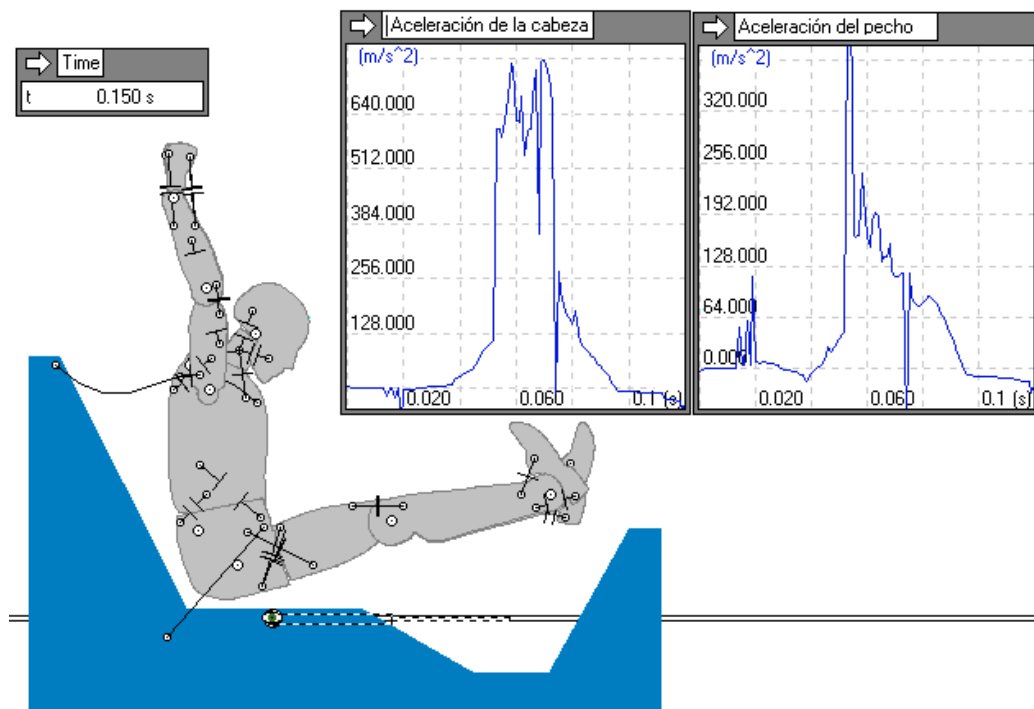 Aceleración de la cabeza
Aceleración del pecho
Time
t 0.150 s
(m/s^2)
640.000
512.000
384.000
256.000
128.000
0.020
0.060
0.1 (s)
(m/s^2)
320.000
256.000
192.000
128.000
64.000
0.000
0.020
0.060
0.1 (s)